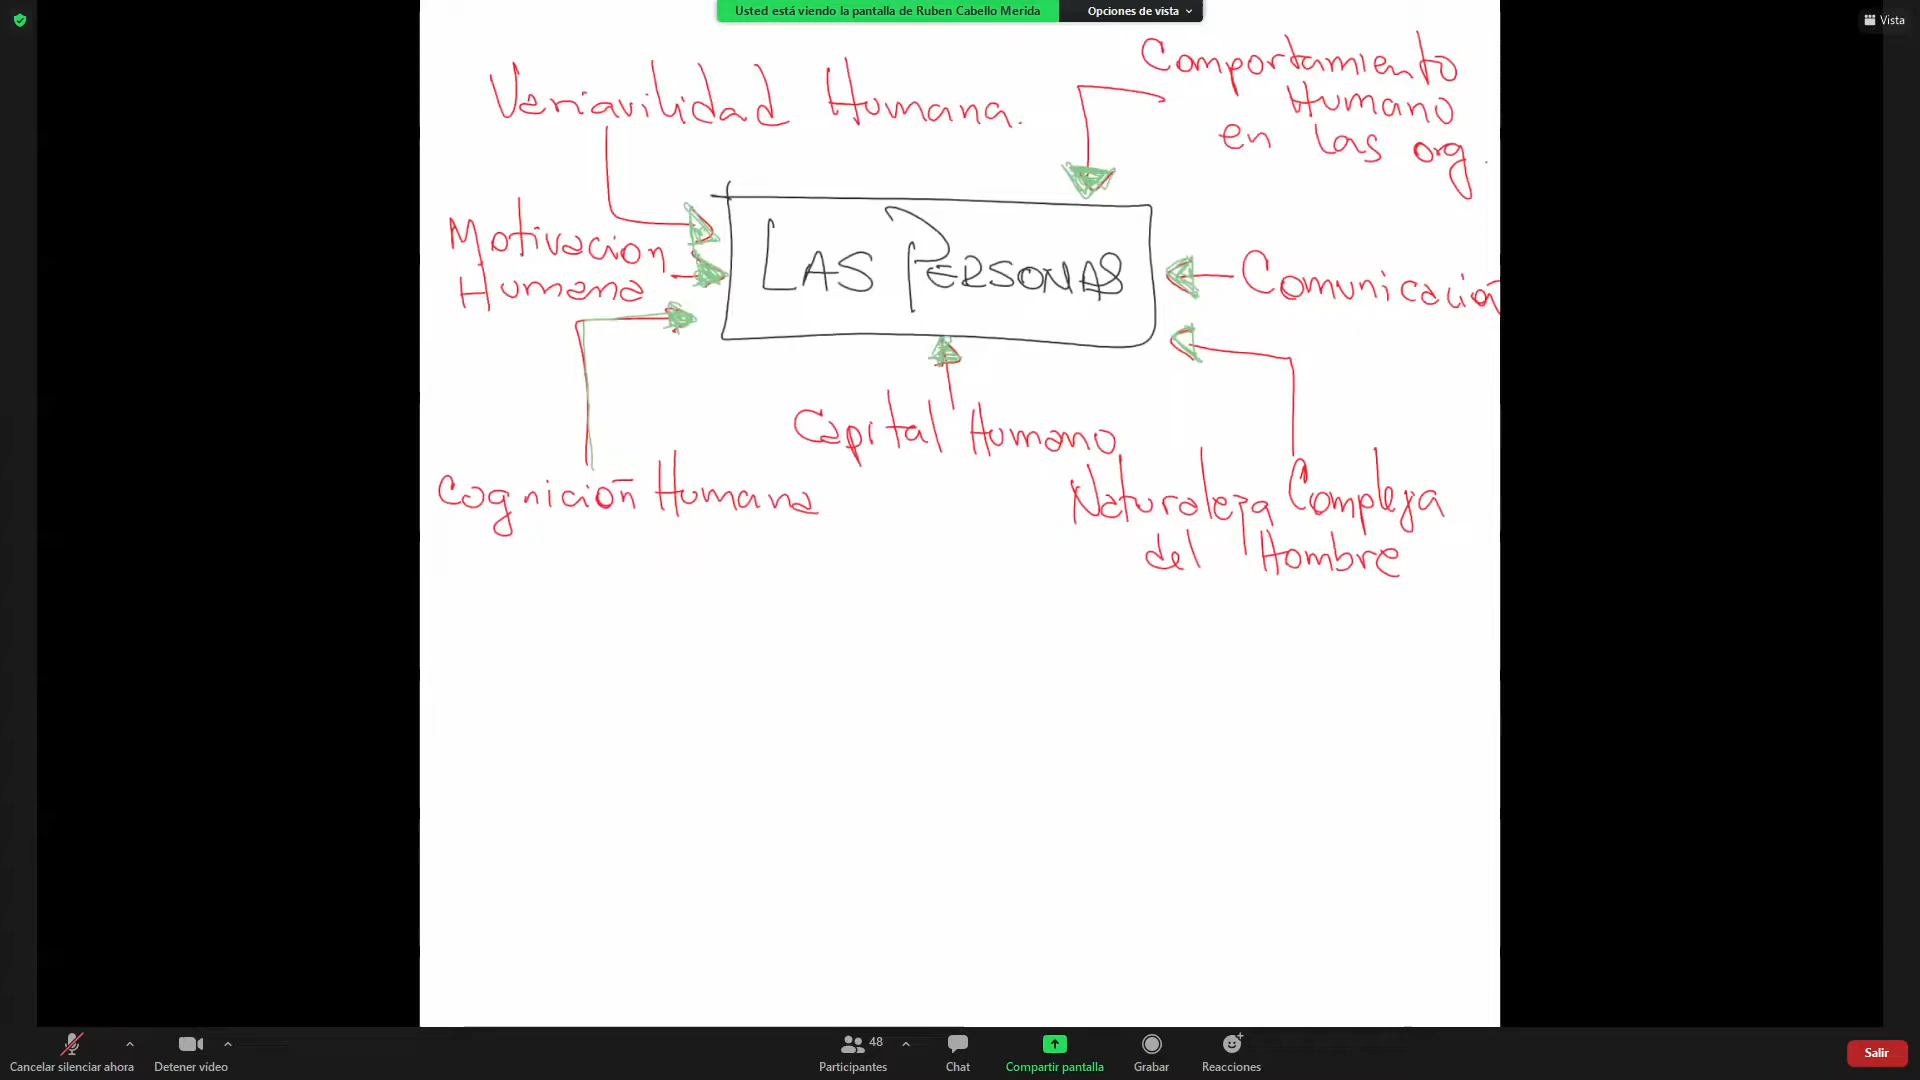 Usted está viendo la pantalla de Ruben Cabello Merida
Opciones de vista
Vista
Veriavilidad Humana.
Comportamiento
Humano
en las org.
Motivacion
Humana
LAS PERSONAS
Comunicación
Capital Humano
Cognición Humana
Naturaleza Compleja
del Hombre
Cancelar silenciar ahora
Detener vídeo
Participantes
48
Chat
Compartir pantalla
Grabar
Reacciones
Salir